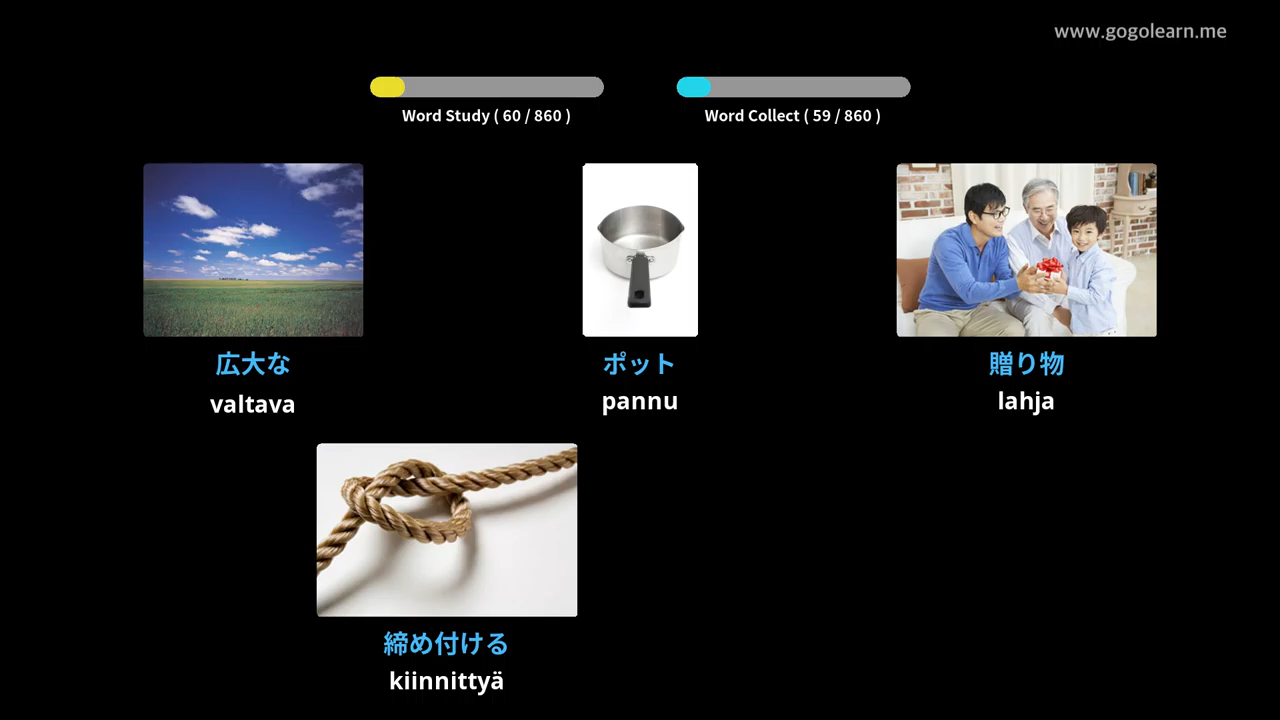 www.gogolearn.me
Word Study ( 60 / 860 )
Word Collect ( 59 / 860 )
広大な
valtava
ポット
pannu
贈り物
lahja
締め付ける
kiinnittyä